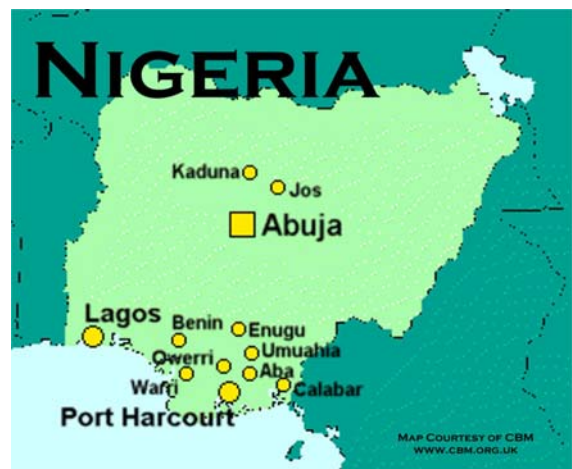 NIGERIA
Kaduna
Jos
Abuja
Lagos
Benin
Enugu
Umuahia
Owerri
Aba
Warri
Calabar
Port Harcourt
MAP COURTESY OF CBM
WWW.CBM.ORG.UK